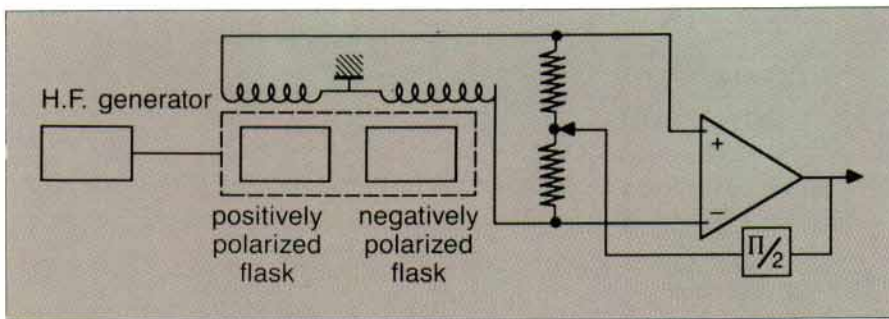 H.F. generator
positively
polarized
flask
negatively
polarized
flask
+
−
Π/2